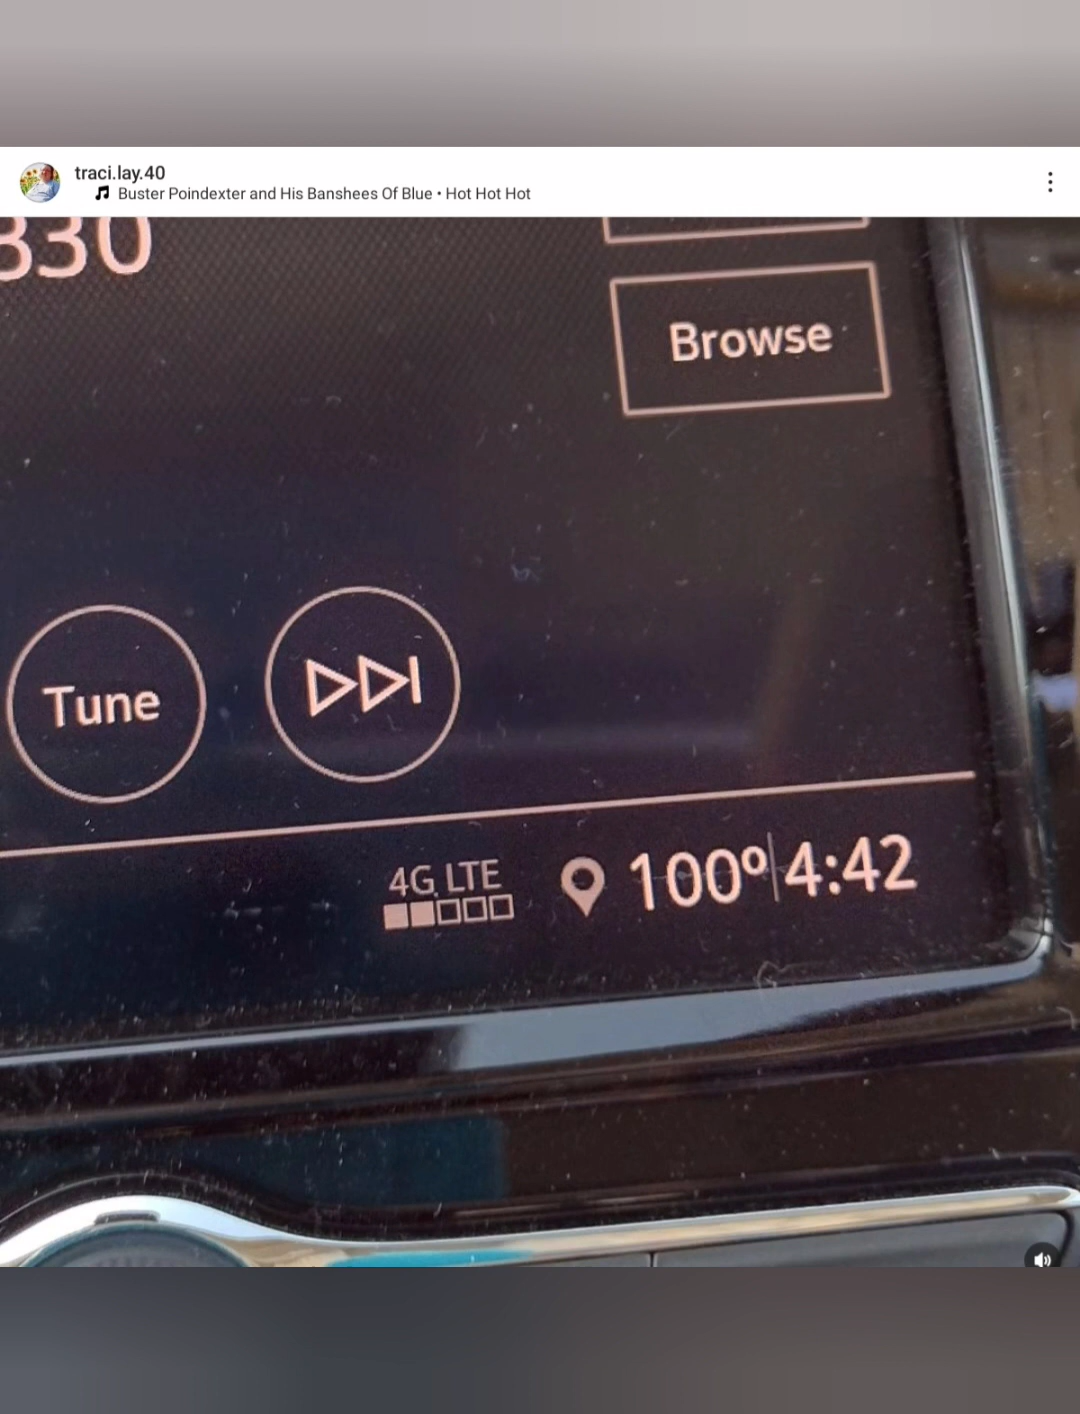 traci.lay.40
Buster Poindexter and His Banshees Of Blue • Hot Hot Hot
330
Browse
Tune
4G LTE
100° 4:42